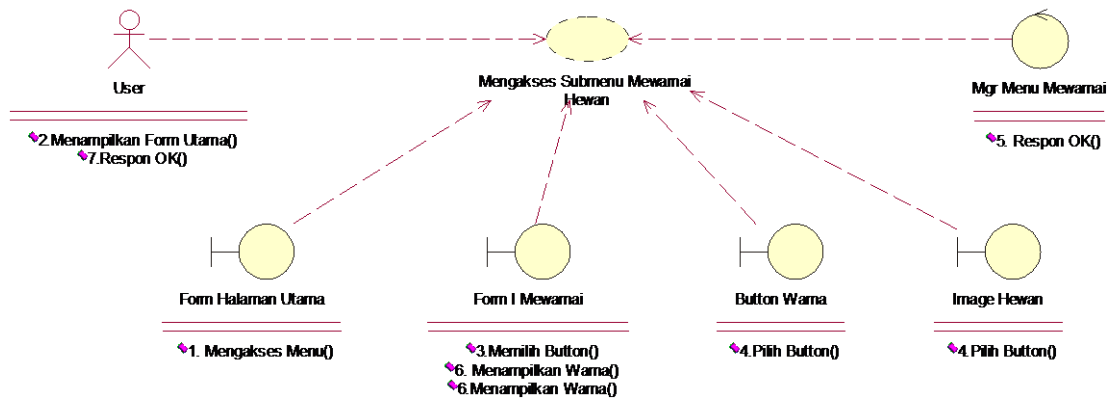 User
Mengakses Submenu Mewarnai
Hewan
Mgr Menu Mewarnai
2.Menampilkan Form Utama()
7.Respon OK()
5. Respon OK()
Form Halaman Utama
Form I Mewarnai
Button Warna
Image Hewan
1. Mengakses Menu()
3.Memilih Button()
6. Menampilkan Warna()
6.Menampilkan Warna()
4.Pilih Button()
4.Pilih Button()